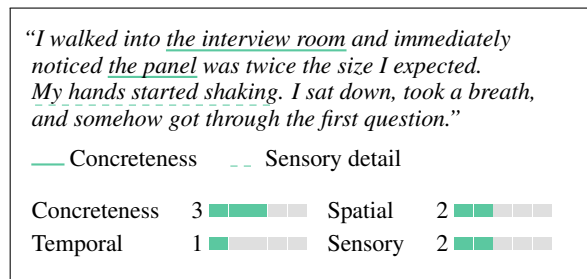 “I walked into the interview room and immediately
noticed the panel was twice the size I expected.
My hands started shaking. I sat down, took a breath,
and somehow got through the first question.”
Concreteness Sensory detail
Concreteness 3 Spatial 2
Temporal 1 Sensory 2